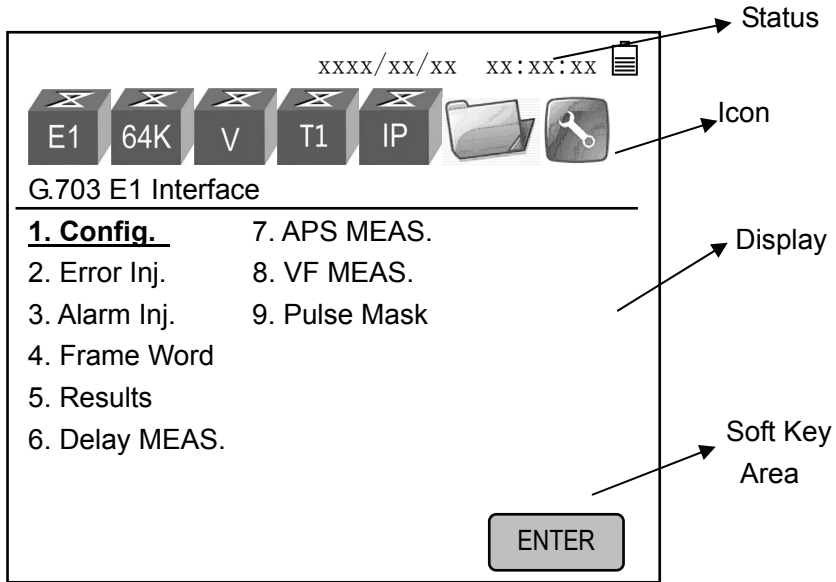 Status
xxxx/xx/xx xx:xx:xx
Icon
E1 64K V T1 IP
G.703 E1 Interface
1. Config. 7. APS MEAS.
Display
2. Error Inj. 8. VF MEAS.
3. Alarm Inj. 9. Pulse Mask
4. Frame Word
5. Results
6. Delay MEAS.
Soft Key
Area
ENTER